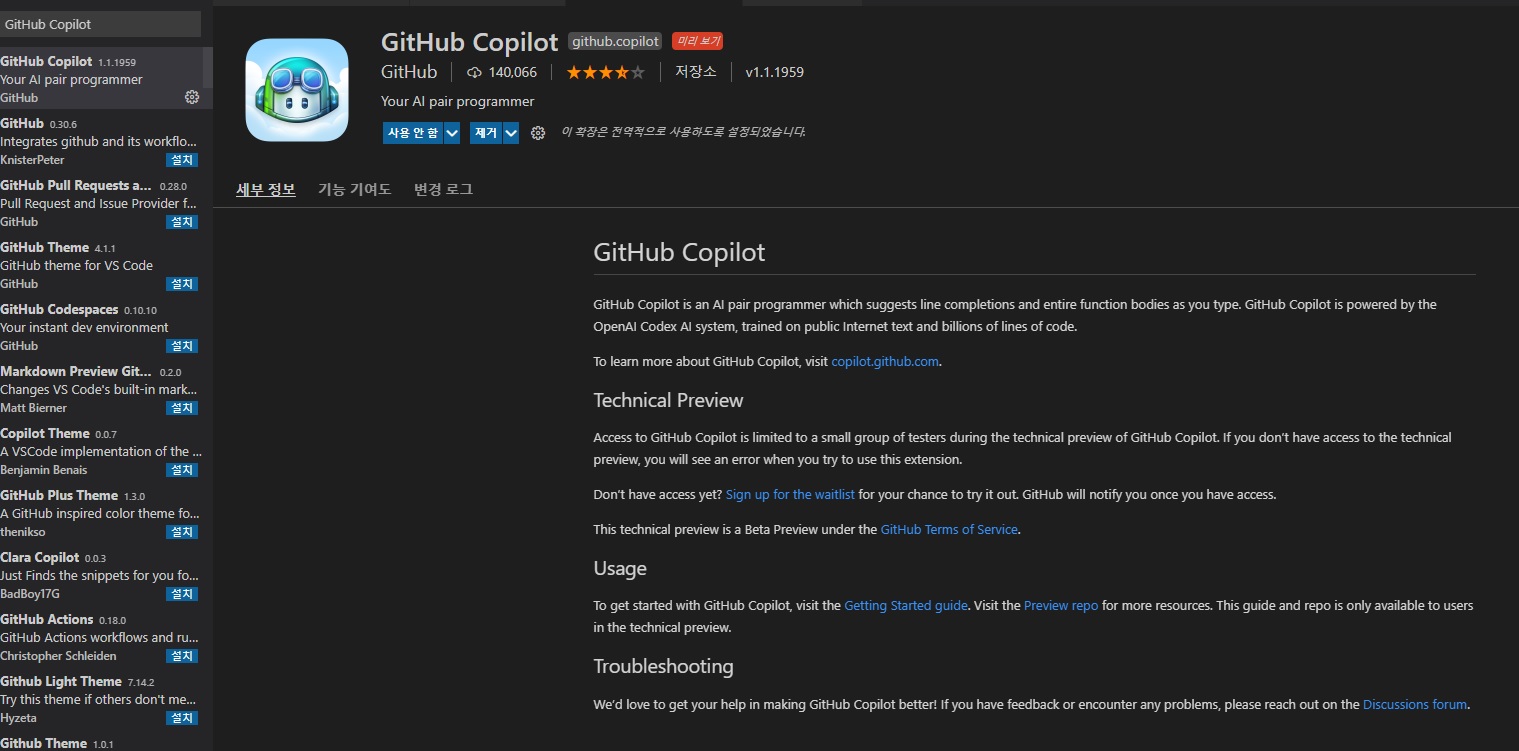 GitHub Copilot
GitHub Copilot 1.1.1959
Your AI pair programmer
GitHub
GitHub 0.30.6
Integrates github and its workflo...
KnisterPeter 설치
GitHub Pull Requests a... 0.28.0
Pull Request and Issue Provider f...
GitHub 설치
GitHub Theme 4.1.1
GitHub theme for VS Code
GitHub 설치
GitHub Codespaces 0.10.10
Your instant dev environment
GitHub 설치
Markdown Preview Git... 0.2.0
Changes VS Code's built-in mark...
Matt Bierner 설치
Copilot Theme 0.0.7
A VSCode implementation of the ...
Benjamin Benais 설치
GitHub Plus Theme 1.3.0
A GitHub inspired color theme fo...
thenikso 설치
Clara Copilot 0.0.3
Just Finds the snippets for you fo...
BadBoy17G 설치
GitHub Actions 0.18.0
GitHub Actions workflows and ru...
Christopher Schleiden 설치
Github Light Theme 7.14.2
Try this theme if others don't me...
Hyzeta 설치
Github Theme 1.0.1
GitHub Copilot github.copilot 미리 보기
GitHub 140,066 저장소 v1.1.1959
Your AI pair programmer
사용 안 함 제거 이 확장은 전역적으로 사용하도록 설정되었습니다.
세부 정보 기능 기여도 변경 로그
GitHub Copilot
GitHub Copilot is an AI pair programmer which suggests line completions and entire function bodies as you type. GitHub Copilot is powered by the
OpenAI Codex AI system, trained on public Internet text and billions of lines of code.
To learn more about GitHub Copilot, visit copilot.github.com.
Technical Preview
Access to GitHub Copilot is limited to a small group of testers during the technical preview of GitHub Copilot. If you don't have access to the technical
preview, you will see an error when you try to use this extension.
Don't have access yet? Sign up for the waitlist for your chance to try it out. GitHub will notify you once you have access.
This technical preview is a Beta Preview under the GitHub Terms of Service.
Usage
To get started with GitHub Copilot, visit the Getting Started guide. Visit the Preview repo for more resources. This guide and repo is only available to users
in the technical preview.
Troubleshooting
We'd love to get your help in making GitHub Copilot better! If you have feedback or encounter any problems, please reach out on the Discussions forum.